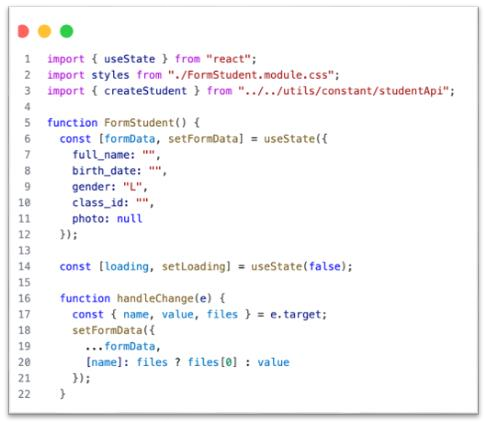 1 import { useState } from "react";
2 import styles from "./FormStudent.module.css";
3 import { createStudent } from "../../utils/constant/studentApi";
4
5 function FormStudent() {
6   const [formData, setFormData] = useState({
7     full_name: "",
8     birth_date: "",
9     gender: "L",
10     class_id: "",
11     photo: null
12   });
13
14   const [loading, setLoading] = useState(false);
15
16   function handleChange(e) {
17     const { name, value, files } = e.target;
18     setFormData({
19       ...formData,
20       [name]: files ? files[0] : value
21     });
22   }